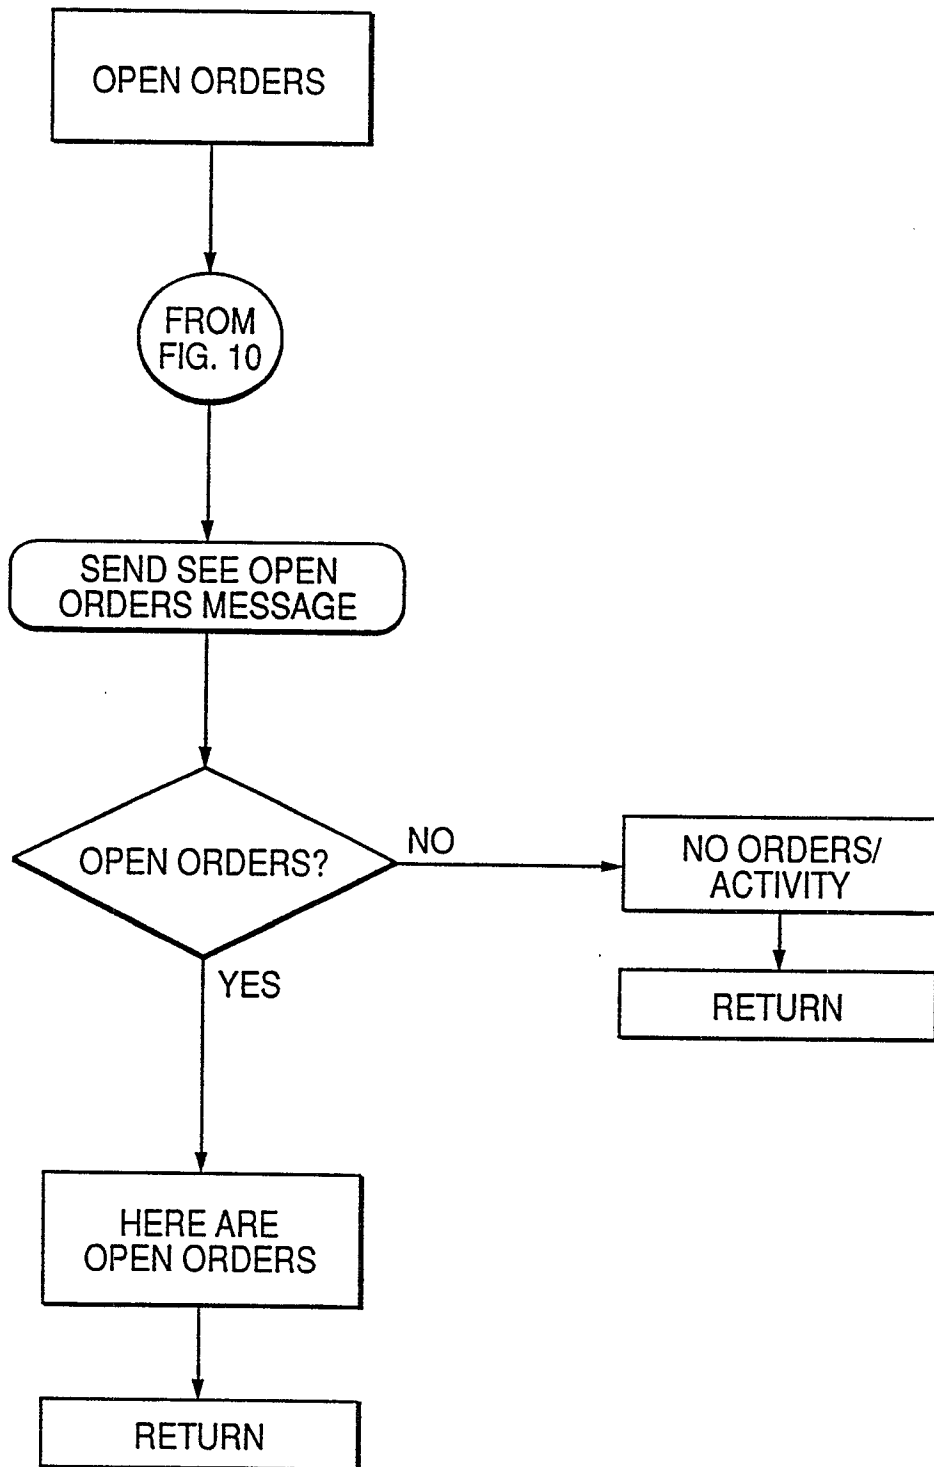 OPEN ORDERS
FROM
FIG. 10
SEND SEE OPEN
ORDERS MESSAGE
OPEN ORDERS?
NO
NO ORDERS/
ACTIVITY
RETURN
YES
HERE ARE
OPEN ORDERS
RETURN